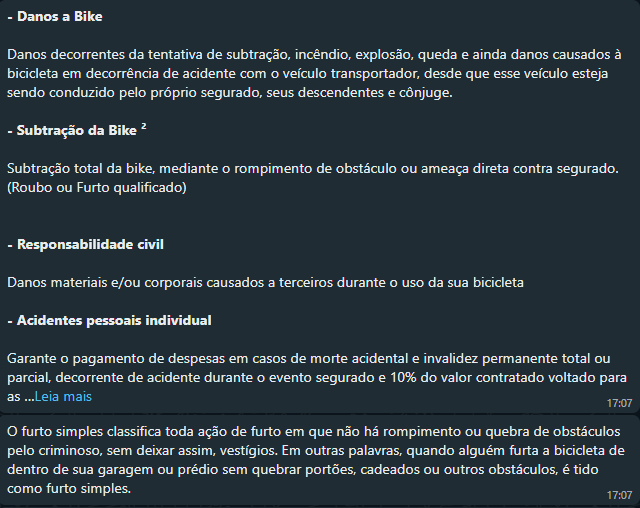 - Danos a Bike
Danos decorrentes da tentativa de subtração, incêndio, explosão, queda e ainda danos causados à
bicicleta em decorrência de acidente com o veículo transportador, desde que esse veículo esteja
sendo conduzido pelo próprio segurado, seus descendentes e cônjuge.
- Subtração da Bike ²
Subtração total da bike, mediante o rompimento de obstáculo ou ameaça direta contra segurado.
(Roubo ou Furto qualificado)
- Responsabilidade civil
Danos materiais e/ou corporais causados a terceiros durante o uso da sua bicicleta
- Acidentes pessoais individual
Garante o pagamento de despesas em casos de morte acidental e invalidez permanente total ou
parcial, decorrente de acidente durante o evento segurado e 10% do valor contratado voltado para
as ...Leia mais
17:07
O furto simples classifica toda ação de furto em que não há rompimento ou quebra de obstáculos
pelo criminoso, sem deixar assim, vestígios. Em outras palavras, quando alguém furta a bicicleta de
dentro de sua garagem ou prédio sem quebrar portões, cadeados ou outros obstáculos, é tido
como furto simples.
17:07